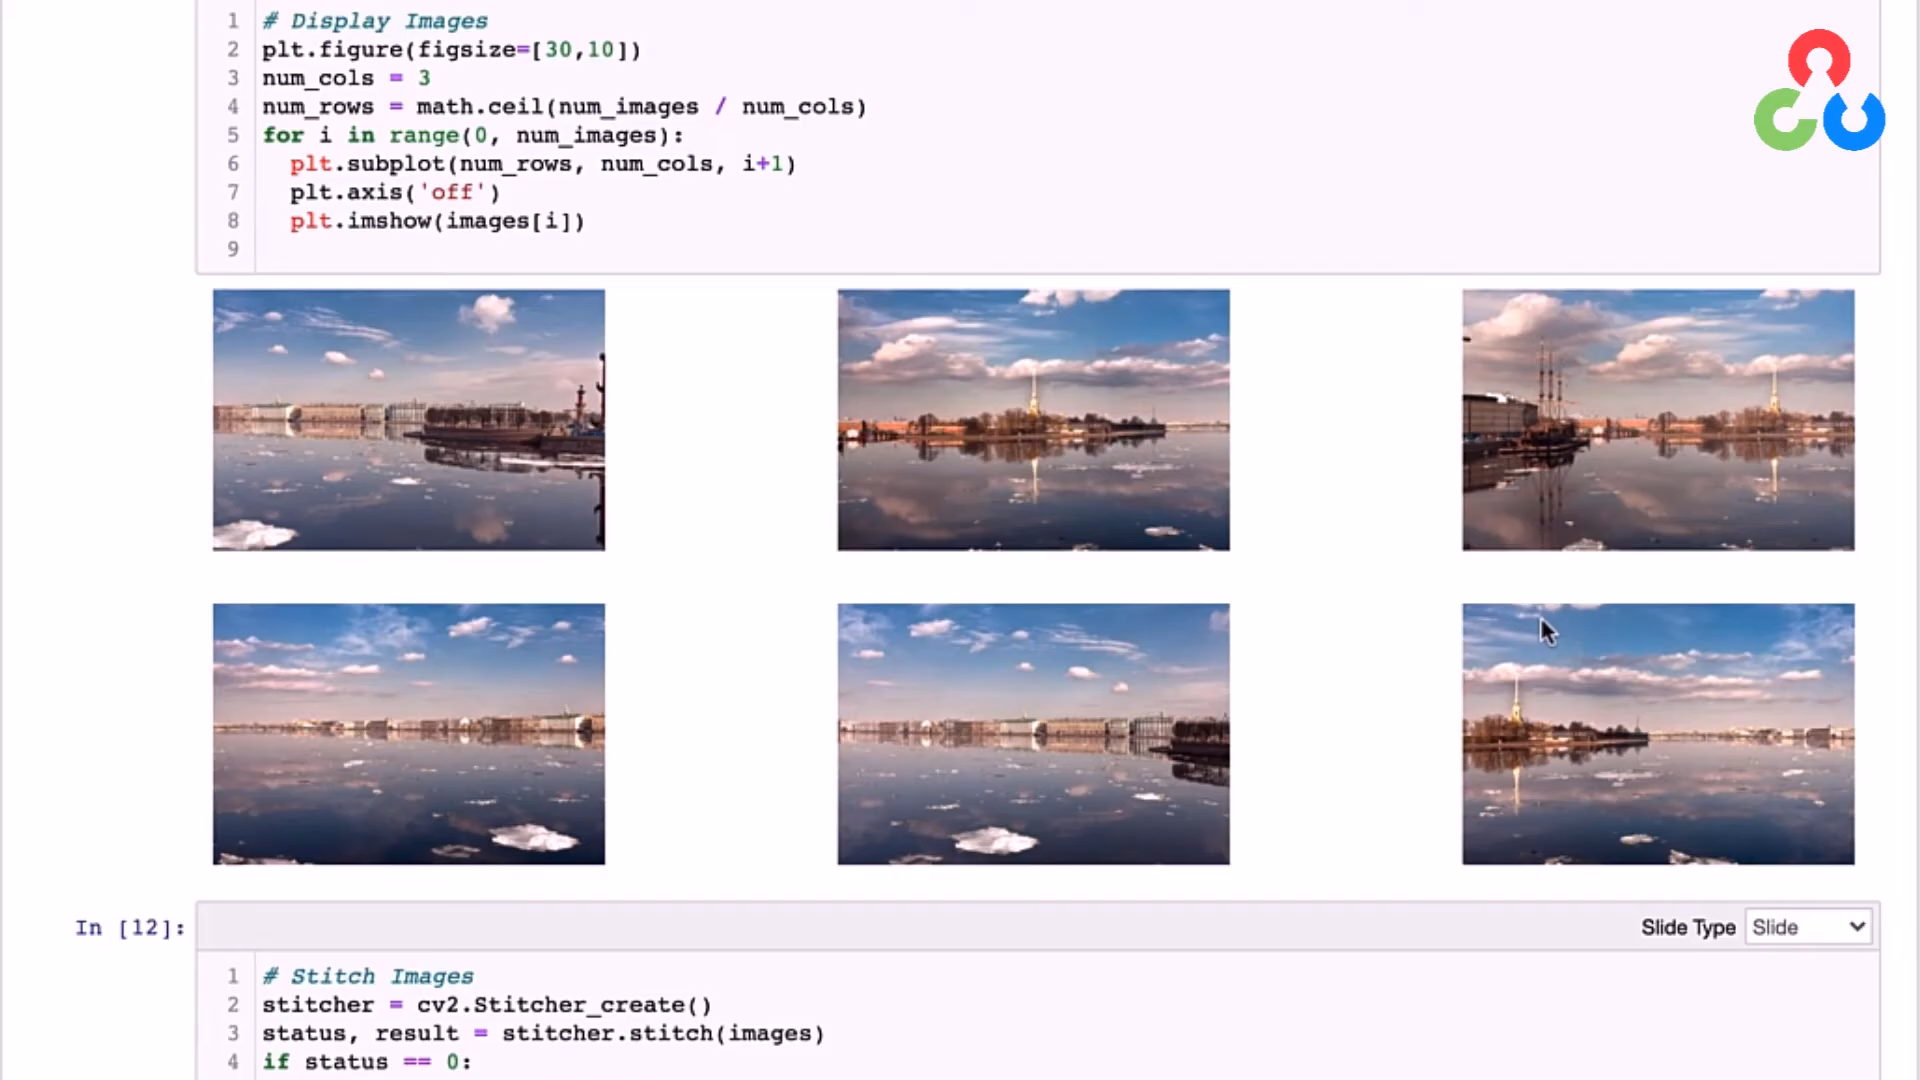 1 # Display Images
2 plt.figure(figsize=[30,10])
3 num_cols = 3
4 num_rows = math.ceil(num_images / num_cols)
5 for i in range(0, num_images):
6 plt.subplot(num_rows, num_cols, i+1)
7 plt.axis('off')
8 plt.imshow(images[i])
9
In [12]:
Slide Type Slide
1 # Stitch Images
2 stitcher = cv2.Stitcher_create()
3 status, result = stitcher.stitch(images)
4 if status == 0: